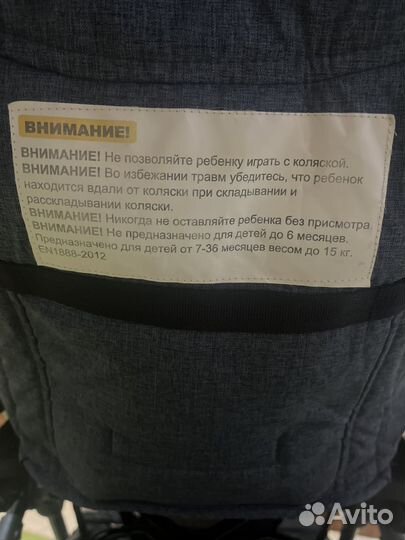 ВНИМАНИЕ!
ВНИМАНИЕ! Не позволяйте ребенку играть с коляской.
ВНИМАНИЕ! Во избежании травм убедитесь, что ребенок
находится вдали от коляски при складывании и
расскладывании коляски.
ВНИМАНИЕ! Никогда не оставляйте ребенка без присмотра.
ВНИМАНИЕ! Не предназначено для детей до 6 месяцев.
Предназначено для детей от 7-36 месяцев весом до 15 кг.
EN1888-2012
Avito